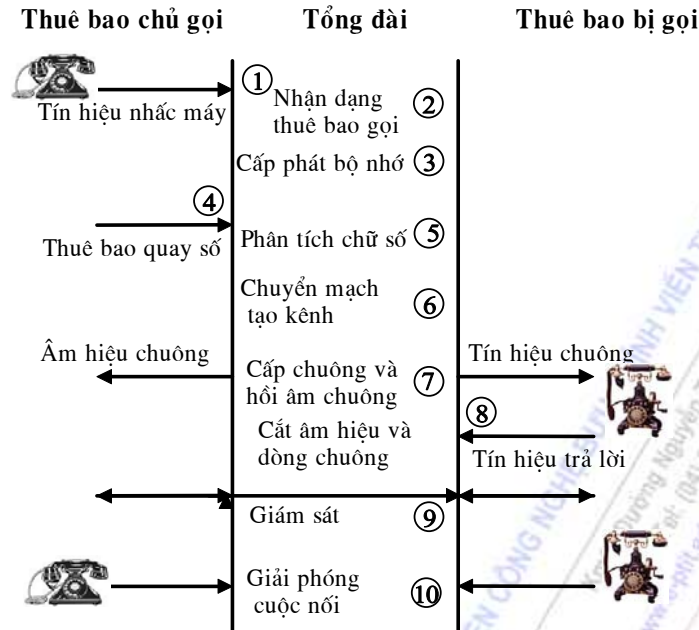 Thuê bao chủ gọi Tổng đài Thuê bao bị gọi
①
Tín hiệu nhấc máy
Nhận dạng
thuê bao gọi
②
Cấp phát bộ nhớ ③
④
Thuê bao quay số
Phân tích chữ số ⑤
Chuyển mạch
tạo kênh
⑥
Âm hiệu chuông
Cấp chuông và
hồi âm chuông
⑦
Tín hiệu chuông
⑧
Cắt âm hiệu và
dòng chuông
Tín hiệu trả lời
Giám sát ⑨
Giải phóng
cuộc nối
⑩